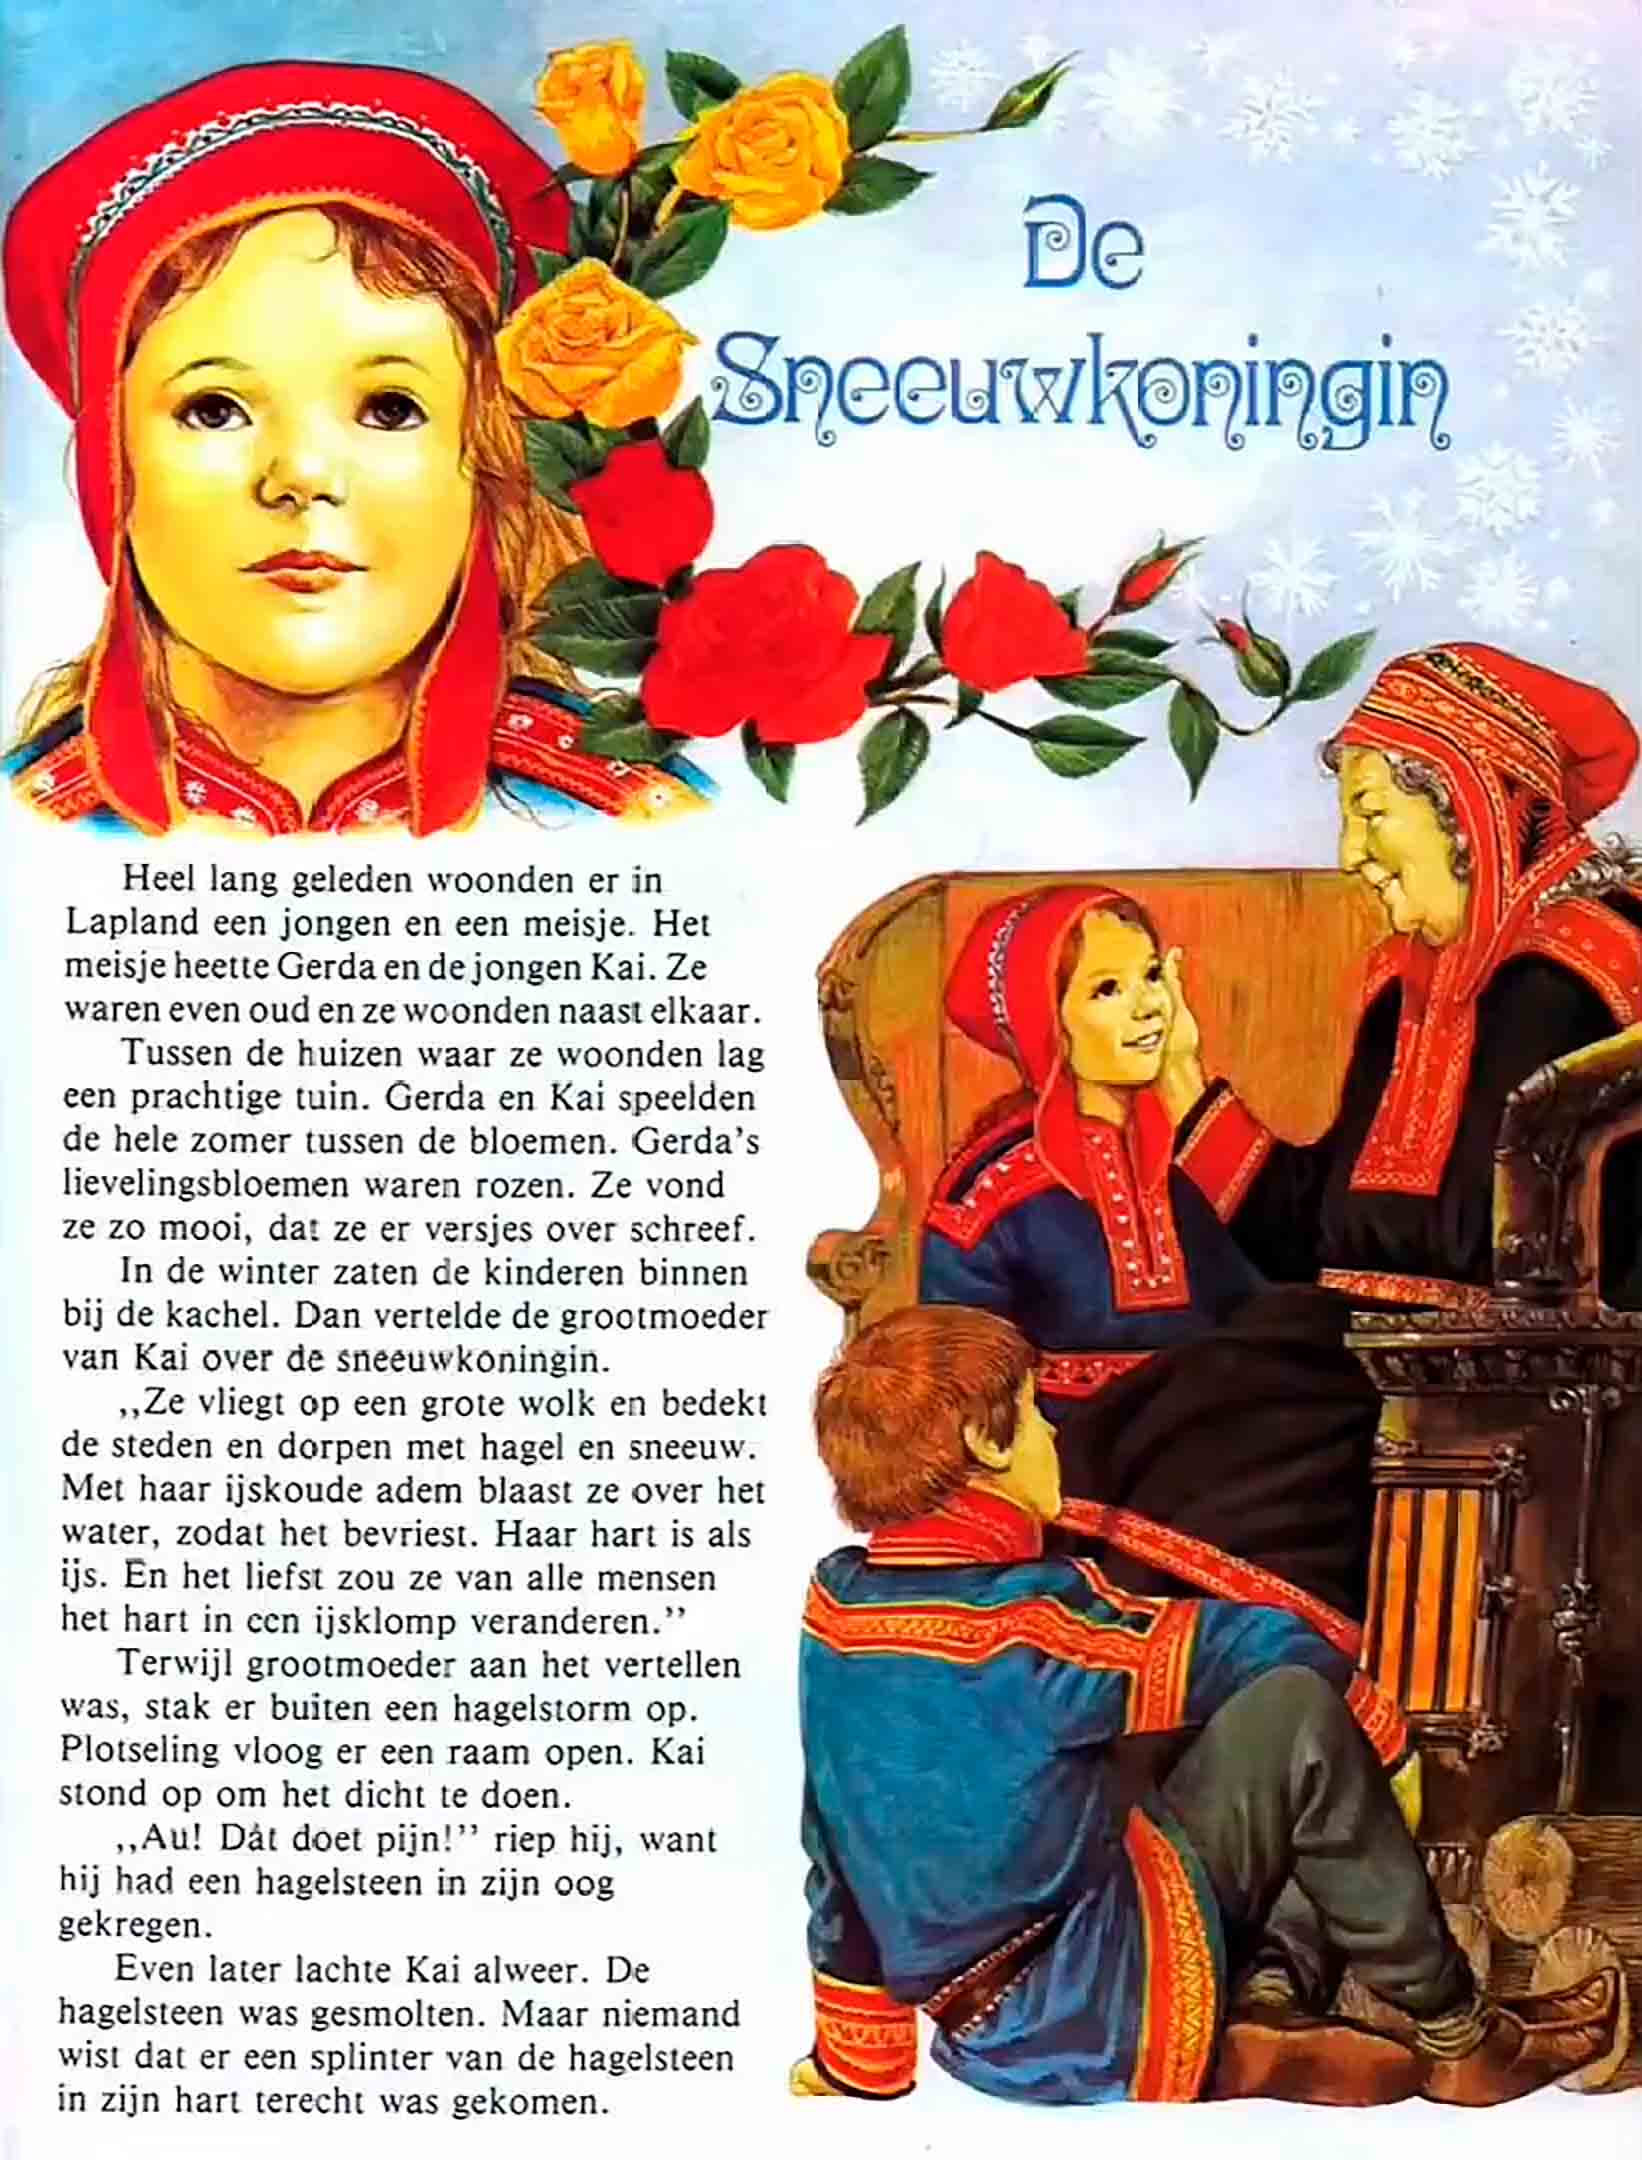 De
Sneeuwkoningin
Heel lang geleden woonden er in
Lapland een jongen en een meisje. Het
meisje heette Gerda en de jongen Kai. Ze
waren even oud en ze woonden naast elkaar.
Tussen de huizen waar ze woonden lag
een prachtige tuin. Gerda en Kai speelden
de hele zomer tussen de bloemen. Gerda's
lievelingsbloemen waren rozen. Ze vond
ze zo mooi, dat ze er versjes over schreef.
In de winter zaten de kinderen binnen
bij de kachel. Dan vertelde de grootmoeder
van Kai over de sneeuwkoningin.
,,Ze vliegt op een grote wolk en bedekt
de steden en dorpen met hagel en sneeuw.
Met haar ijskoude adem blaast ze over het
water, zodat het bevriest. Haar hart is als
ijs. En het liefst zou ze van alle mensen
het hart in een ijsklomp veranderen.''
Terwijl grootmoeder aan het vertellen
was, stak er buiten een hagelstorm op.
Plotseling vloog er een raam open. Kai
stond op om het dicht te doen.
,,Au! Dát doet pijn!'' riep hij, want
hij had een hagelsteen in zijn oog
gekregen.
Even later lachte Kai alweer. De
hagelsteen was gesmolten. Maar niemand
wist dat er een splinter van de hagelsteen
in zijn hart terecht was gekomen.